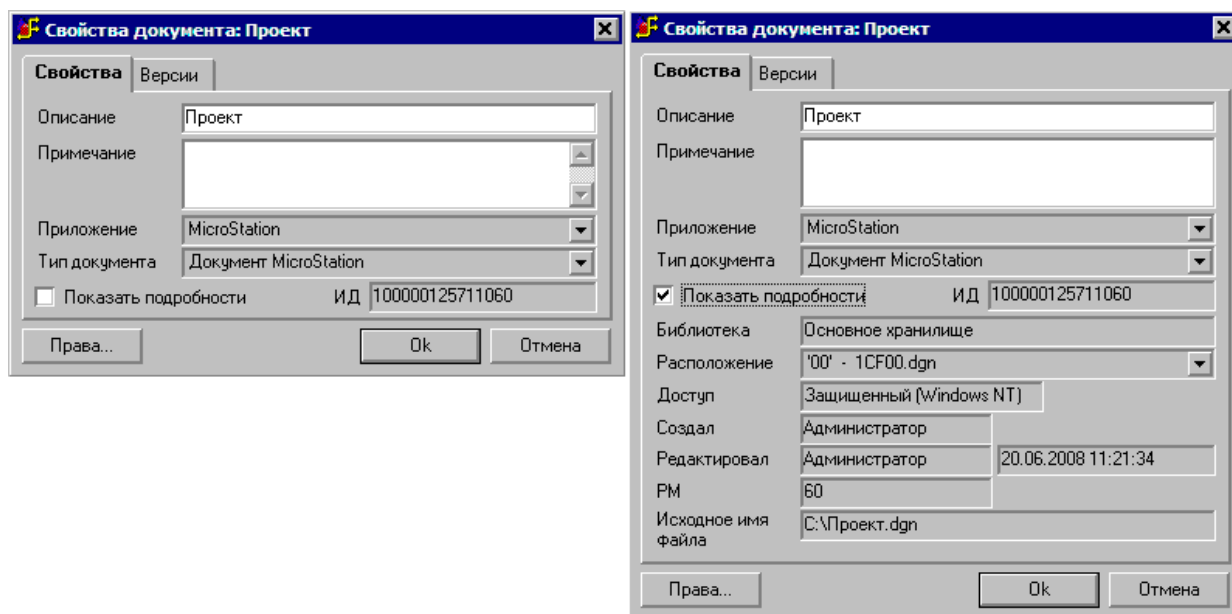 Свойства документа: Проект
Свойства Версии
Описание Проект
Примечание
Приложение MicroStation
Тип документа Документ MicroStation
Показать подробности ИД 100000125711060
Права... Ok Отмена
Свойства документа: Проект
Свойства Версии
Описание Проект
Примечание
Приложение MicroStation
Тип документа Документ MicroStation
Показать подробности ИД 100000125711060
Библиотека Основное хранилище
Расположение '00' - 1CF00.dgn
Доступ Защищенный (Windows NT)
Создал Администратор
Редактировал Администратор 20.06.2008 11:21:34
РМ 60
Исходное имя C:\Проект.dgn
файла
Права... Ok Отмена